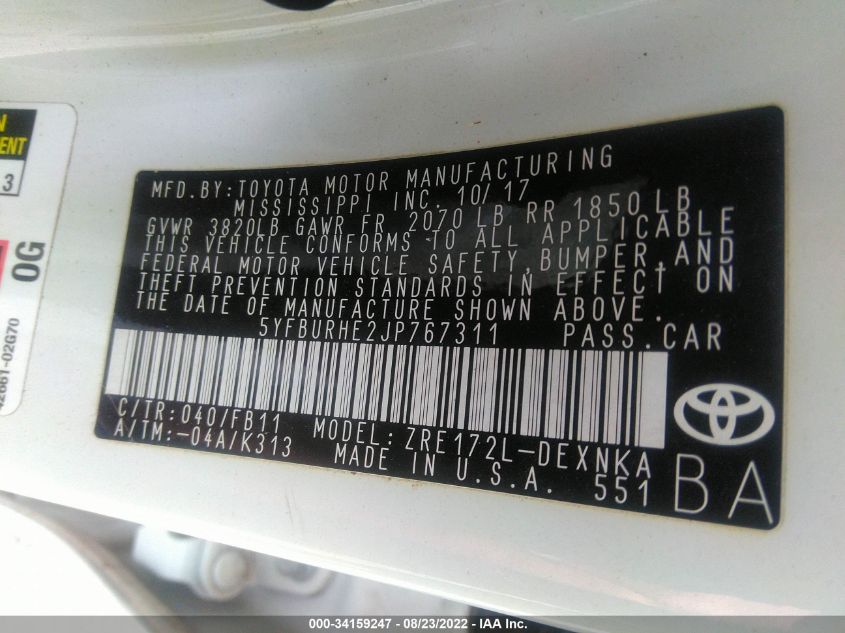 MFD.BY:TOYOTA MOTOR MANUFACTURING
MISSISSIPPI INC. 10/17
GVWR 3820LB GAWR FR 2070 LB RR 1850 LB
THIS VEHICLE CONFORMS TO ALL APPLICABLE
FEDERAL MOTOR VEHICLE SAFETY,BUMPER,AND
THEFT PREVENTION STANDARDS IN EFFECT ON
THE DATE OF MANUFACTURE SHOWN ABOVE.
5YFBURHE2JP767311 PASS.CAR
C/TR:040/FB11 MODEL:ZRE172L-DEXNKA
A/TM:-04A/K313 MADE IN U.S.A. 551
BA
3
OG
02G70
000-34159247 - 08/23/2022 - IAA Inc.